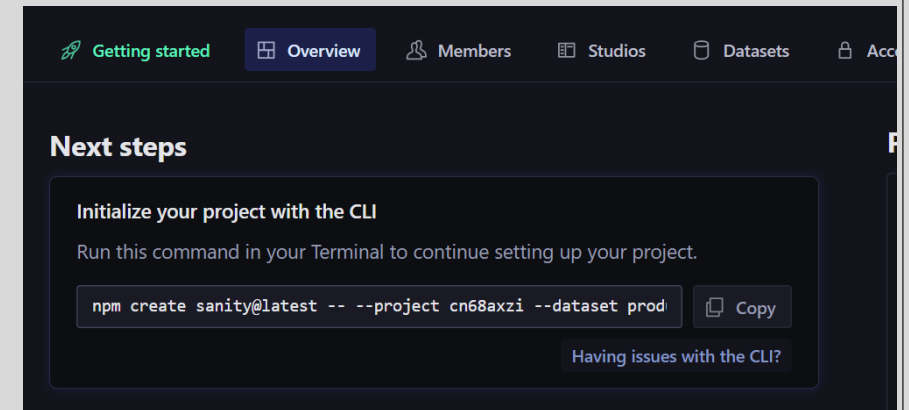 Getting started Overview Members Studios Datasets
Next steps
Initialize your project with the CLI
Run this command in your Terminal to continue setting up your project.
npm create sanity@latest -- --project cn68axzi --dataset prod
Copy
Having issues with the CLI?